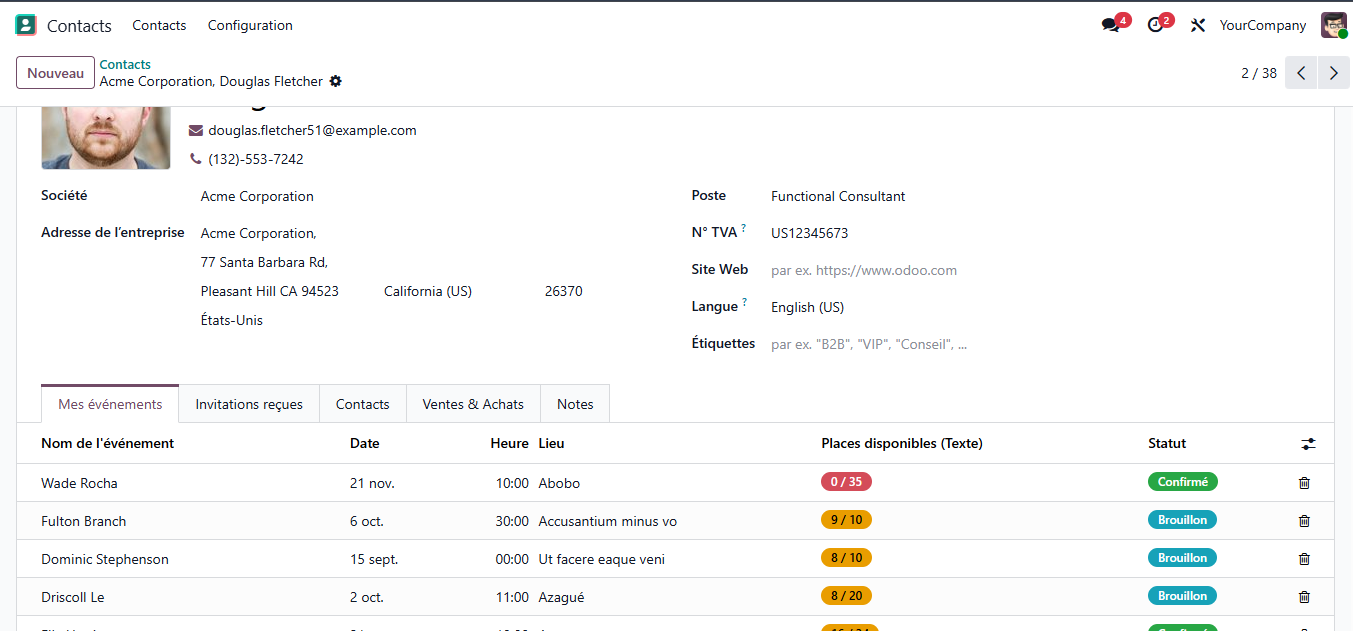 Contacts Contacts Configuration 4 2 YourCompany
Nouveau Contacts
Acme Corporation, Douglas Fletcher 2 / 38
douglas.fletcher51@example.com
(132)-553-7242
Société Acme Corporation Poste Functional Consultant
Adresse de l’entreprise Acme Corporation, N° TVA ? US12345673
77 Santa Barbara Rd,
Site Web par ex. https://www.odoo.com
Pleasant Hill CA 94523 California (US) 26370
Langue ? English (US)
États-Unis
Étiquettes par ex. "B2B", "VIP", "Conseil", ...
Mes événements Invitations reçues Contacts Ventes & Achats Notes
Nom de l'événement Date Heure Lieu Places disponibles (Texte) Statut
Wade Rocha 21 nov. 10:00 Abobo 0 / 35 Confirmé
Fulton Branch 6 oct. 30:00 Accusantium minus vo 9 / 10 Brouillon
Dominic Stephenson 15 sept. 00:00 Ut facere eaque veni 8 / 10 Brouillon
Driscoll Le 2 oct. 11:00 Azagué 8 / 20 Brouillon